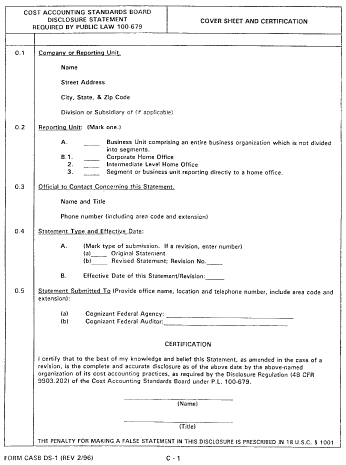 COST ACCOUNTING STANDARDS BOARD
DISCLOSURE STATEMENT
REQUIRED BY PUBLIC LAW 100-679
COVER SHEET AND CERTIFICATION
0.1 Company or Reporting Unit.
Name
Street Address
City, State, & Zip Code
Division or Subsidiary of (if applicable)
0.2 Reporting Unit: (Mark one.)
A. ____ Business Unit comprising an entire business organization which is not divided
into segments.
B.1. ____ Corporate Home Office
2. ____ Intermediate Level Home Office
3. ____ Segment or business unit reporting directly to a home office.
0.3 Official to Contact Concerning this Statement.
Name and Title
Phone number (including area code and extension)
0.4 Statement Type and Effective Date:
A. (Mark type of submission. If a revision, enter number)
(a)____ Original Statement
(b)____ Revised Statement; Revision No.____
B. Effective Date of this Statement/Revision:____
0.5 Statement Submitted To (Provide office name, location and telephone number, include area code and
extension):
(a) Cognizant Federal Agency: ____
(b) Cognizant Federal Auditor: ____
CERTIFICATION
I certify that to the best of my knowledge and belief this Statement, as amended in the case of a
revision, is the complete and accurate disclosure as of the above date by the above-named
organization of its cost accounting practices, as required by the Disclosure Regulation (48 CFR
9903.202) of the Cost Accounting Standards Board under P.L. 100-679.
(Name)
(Title)
THE PENALTY FOR MAKING A FALSE STATEMENT IN THIS DISCLOSURE IS PRESCRIBED IN 18 U.S.C. § 1001
FORM CASB DS-1 (REV 2/96) C - 1